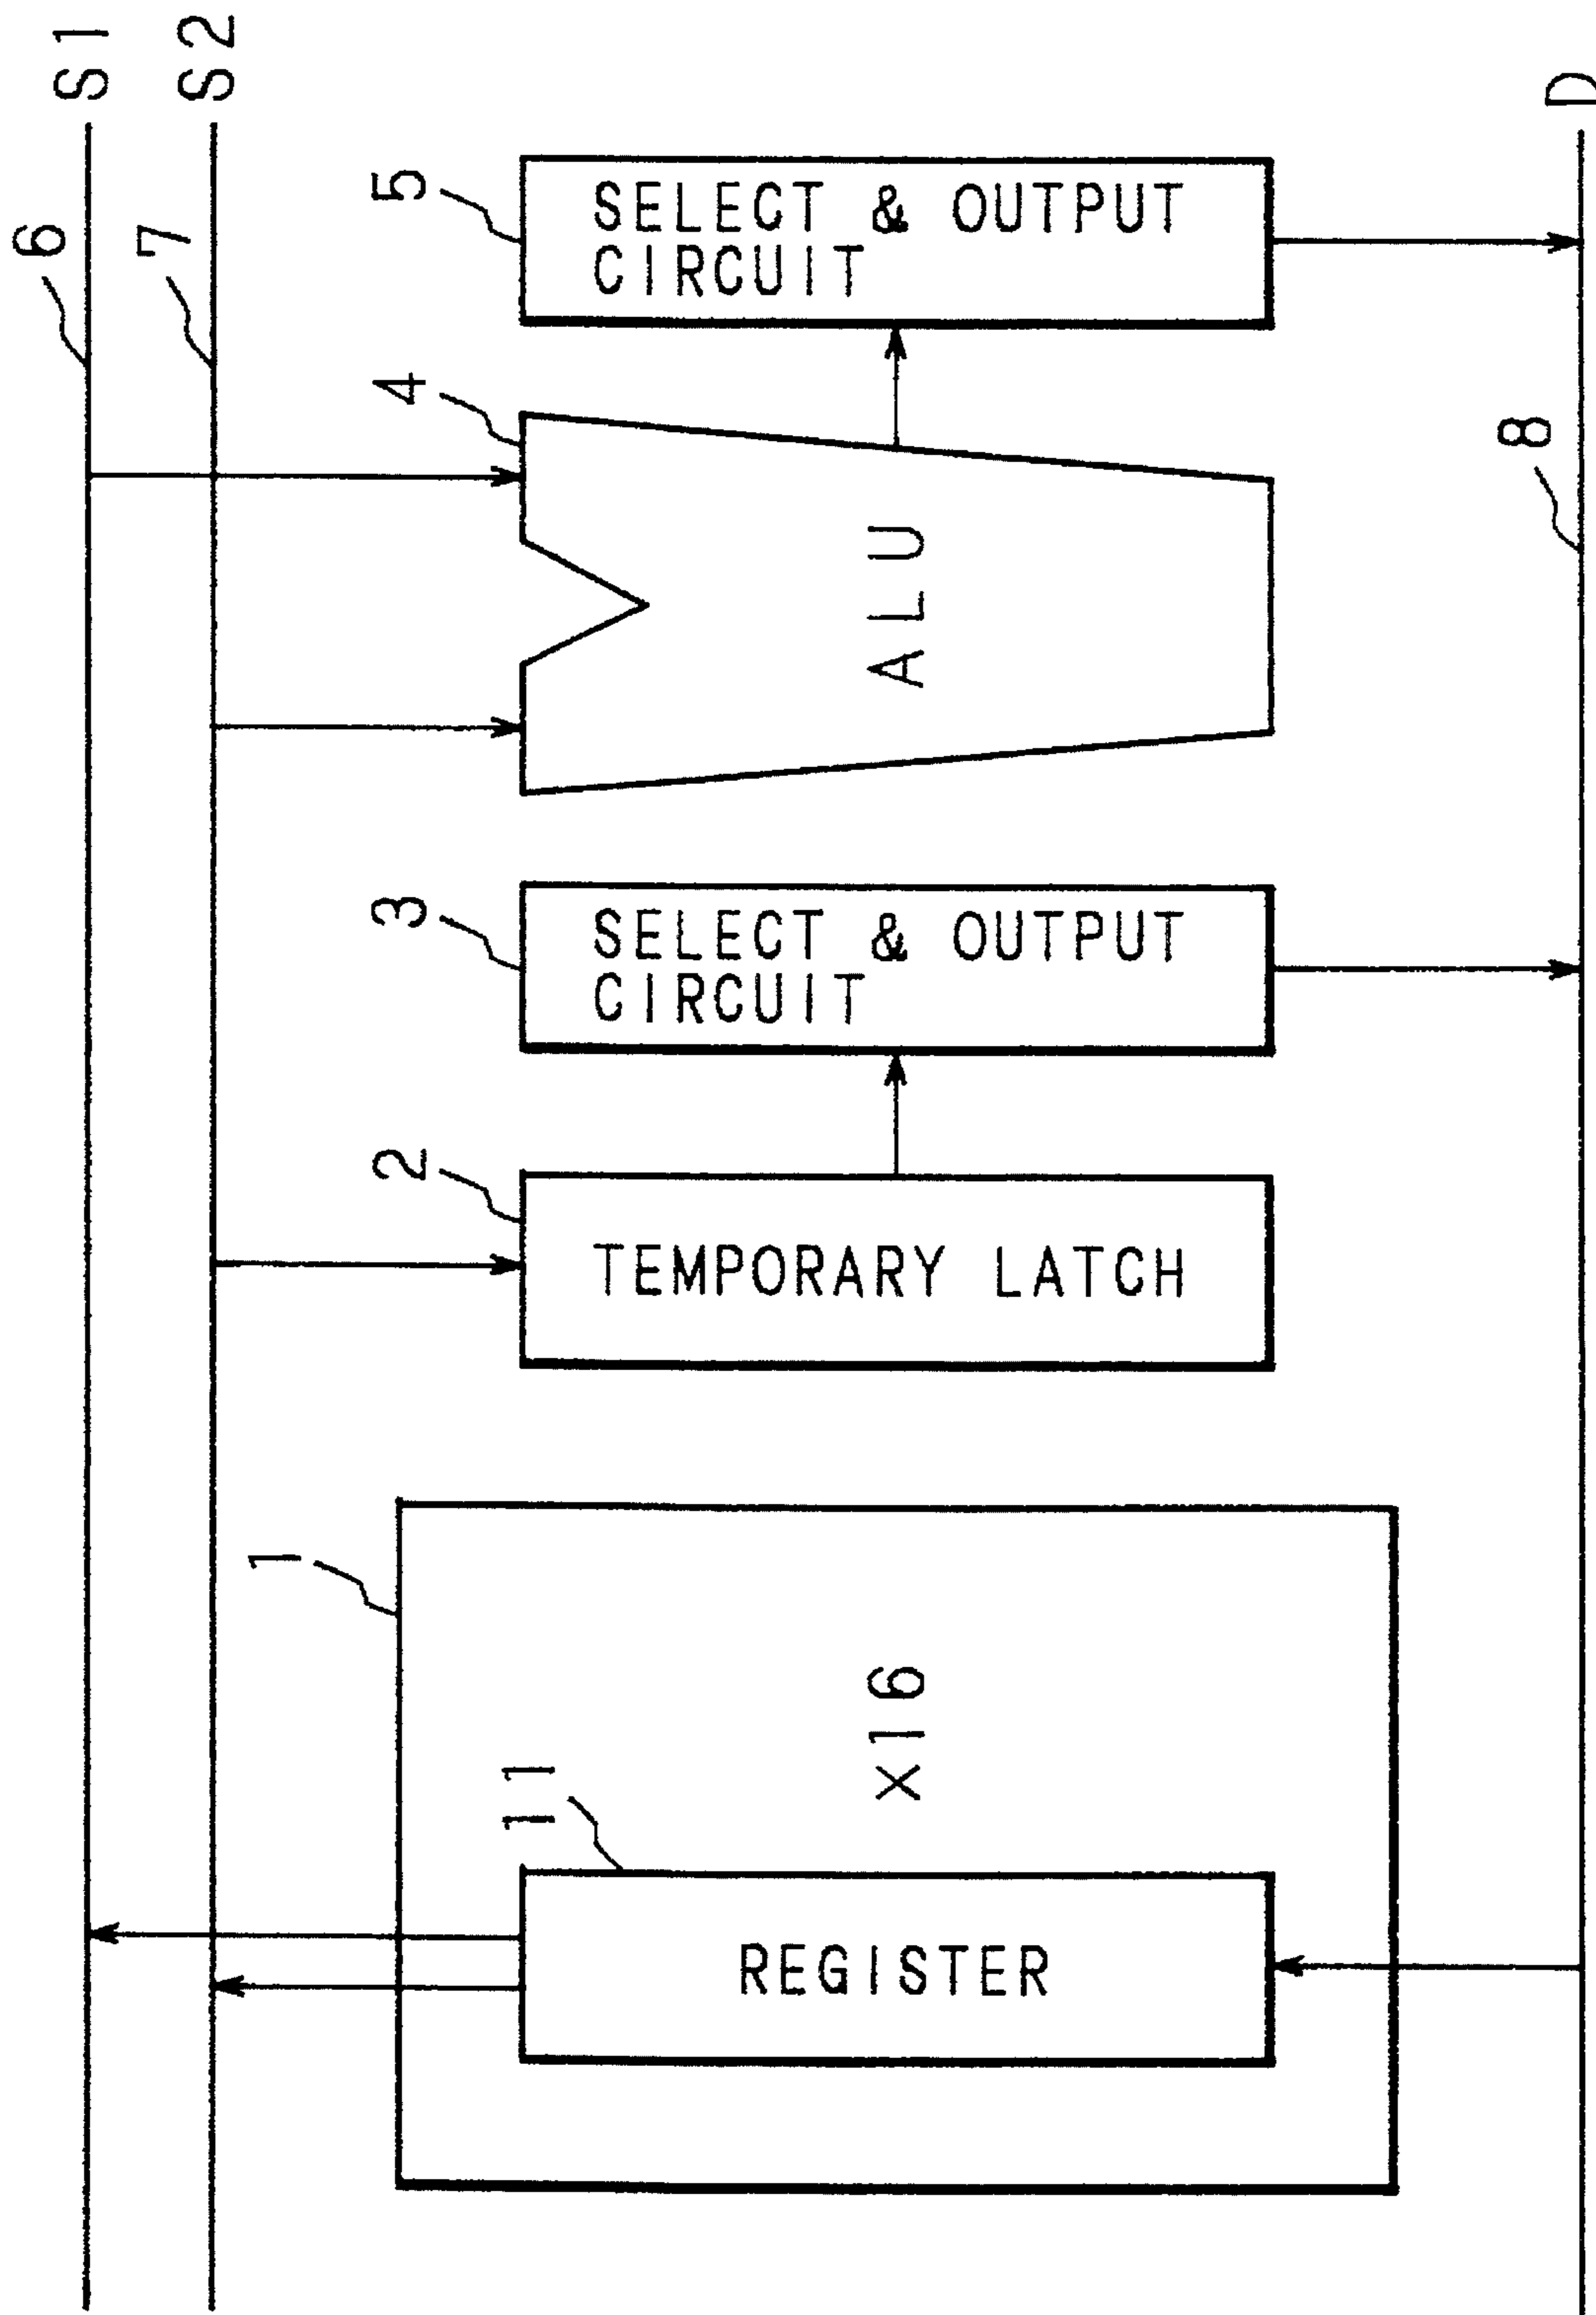 S1
S2
6
7
5
SELECT & OUTPUT
CIRCUIT
4
ALU
3
SELECT & OUTPUT
CIRCUIT
2
TEMPORARY LATCH
1
11
×16
REGISTER
8
D